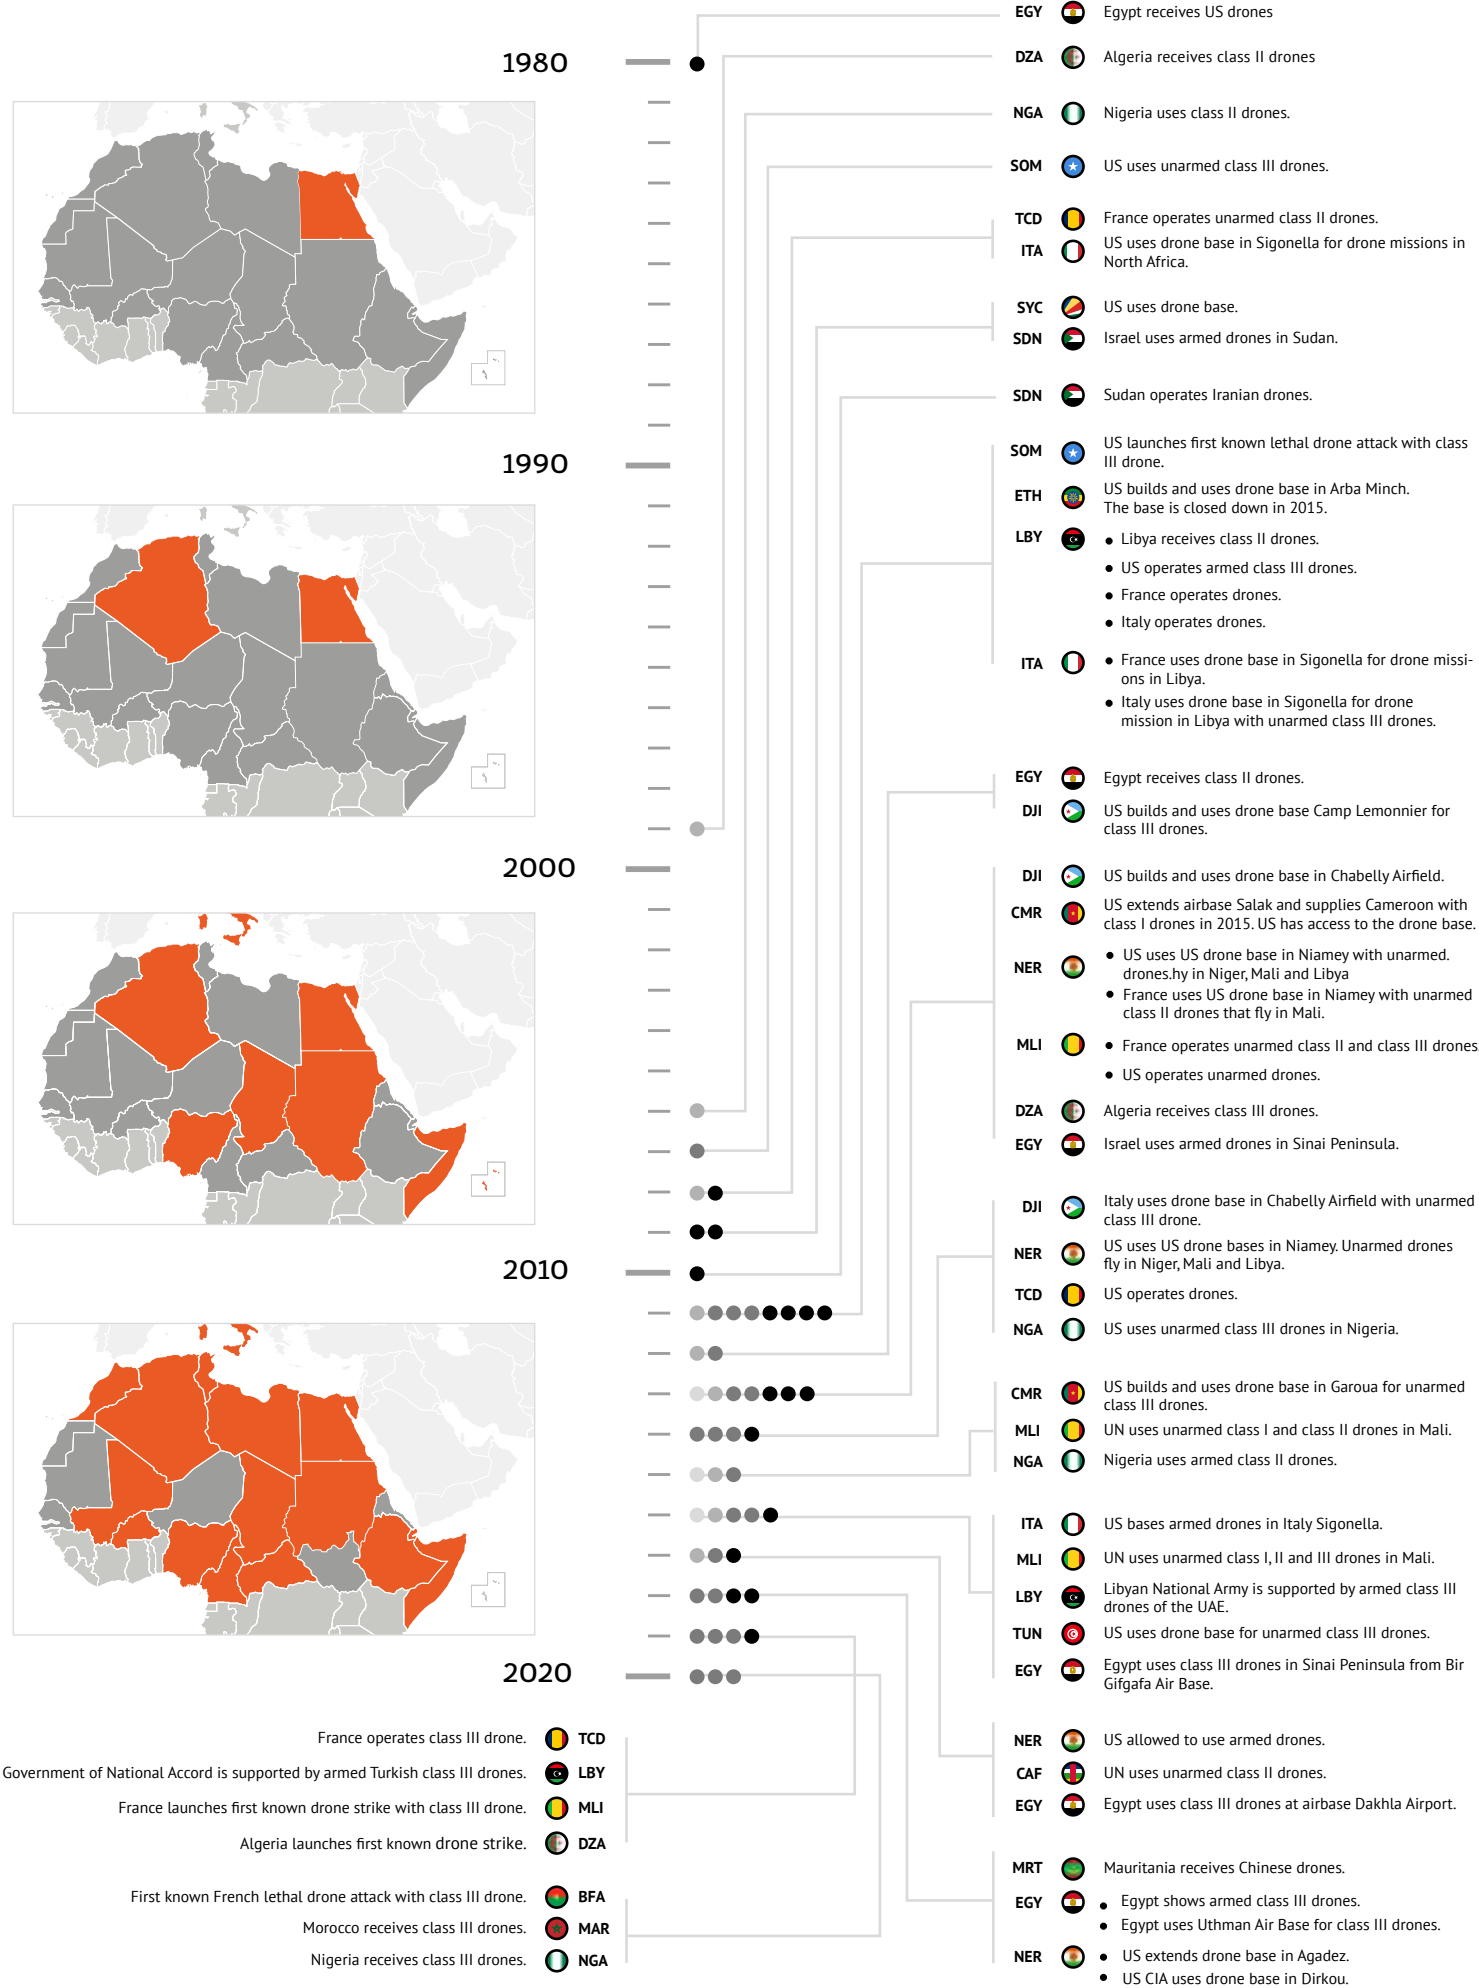 EGY Egypt receives US drones
1980
DZA Algeria receives class II drones
NGA Nigeria uses class II drones.
SOM US uses unarmed class III drones.
TCD France operates unarmed class II drones.
ITA US uses drone base in Sigonella for drone missions in
North Africa.
SYC US uses drone base.
SDN Israel uses armed drones in Sudan.
SDN Sudan operates Iranian drones.
SOM US launches first known lethal drone attack with class
III drone.
1990
ETH US builds and uses drone base in Arba Minch.
The base is closed down in 2015.
LBY • Libya receives class II drones.
• US operates armed class III drones.
• France operates drones.
• Italy operates drones.
ITA • France uses drone base in Sigonella for drone missi-
ons in Libya.
• Italy uses drone base in Sigonella for drone
mission in Libya with unarmed class III drones.
EGY Egypt receives class II drones.
DJI US builds and uses drone base Camp Lemonnier for
class III drones.
2000
DJI US builds and uses drone base in Chabelly Airfield.
CMR US extends airbase Salak and supplies Cameroon with
class I drones in 2015. US has access to the drone base.
NER • US uses US drone base in Niamey with unarmed.
drones.hy in Niger, Mali and Libya
• France uses US drone base in Niamey with unarmed
class II drones that fly in Mali.
MLI • France operates unarmed class II and class III drones
• US operates unarmed drones.
DZA Algeria receives class III drones.
EGY Israel uses armed drones in Sinai Peninsula.
DJI Italy uses drone base in Chabelly Airfield with unarmed
class III drone.
NER US uses US drone bases in Niamey. Unarmed drones
fly in Niger, Mali and Libya.
2010
TCD US operates drones.
NGA US uses unarmed class III drones in Nigeria.
CMR US builds and uses drone base in Garoua for unarmed
class III drones.
MLI UN uses unarmed class I and class II drones in Mali.
NGA Nigeria uses armed class II drones.
ITA US bases armed drones in Italy Sigonella.
MLI UN uses unarmed class I, II and III drones in Mali.
LBY Libyan National Army is supported by armed class III
drones of the UAE.
TUN US uses drone base for unarmed class III drones.
EGY Egypt uses class III drones in Sinai Peninsula from Bir
Gifgafa Air Base.
2020
NER US allowed to use armed drones.
CAF UN uses unarmed class II drones.
EGY Egypt uses class III drones at airbase Dakhla Airport.
MRT Mauritania receives Chinese drones.
EGY • Egypt shows armed class III drones.
• Egypt uses Uthman Air Base for class III drones.
NER • US extends drone base in Agadez.
• US CIA uses drone base in Dirkou.
France operates class III drone. TCD
Government of National Accord is supported by armed Turkish class III drones. LBY
France launches first known drone strike with class III drone. MLI
Algeria launches first known drone strike. DZA
First known French lethal drone attack with class III drone. BFA
Morocco receives class III drones. MAR
Nigeria receives class III drones. NGA